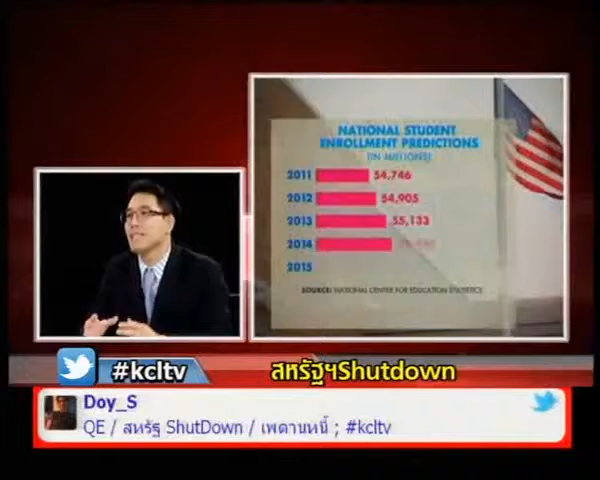 NATIONAL STUDENT
ENROLLMENT PREDICTIONS
(IN MILLIONS)
2011 54,746
2012 54,905
2013 55,133
2014
2015
SOURCE: NATIONAL CENTER FOR EDUCATION STATISTICS
#kcltv สหรัฐฯShutdown
Doy_S
QE / สหรัฐ ShutDown / เพดานหนี้ ; #kcltv